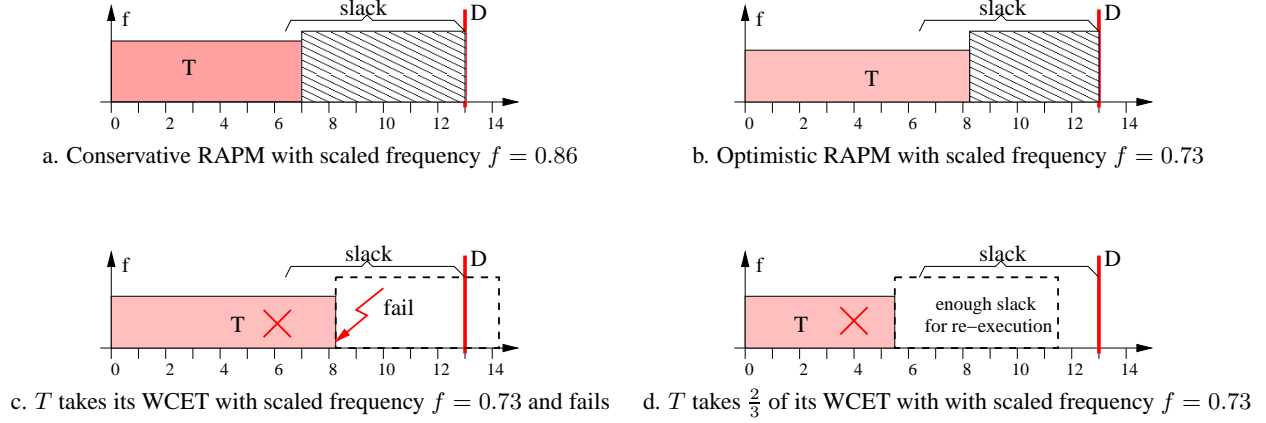 f
slack
D
T
0 2 4 6 8 10 12 14
a. Conservative RAPM with scaled frequency f = 0.86
f
slack
D
T
0 2 4 6 8 10 12 14
b. Optimistic RAPM with scaled frequency f = 0.73
f
slack
D
T
fail
0 2 4 6 8 10 12 14
c. T takes its WCET with scaled frequency f = 0.73 and fails
f
slack
D
T
enough slack
for re−execution
0 2 4 6 8 10 12 14
d. T takes 2/3 of its WCET with with scaled frequency f = 0.73